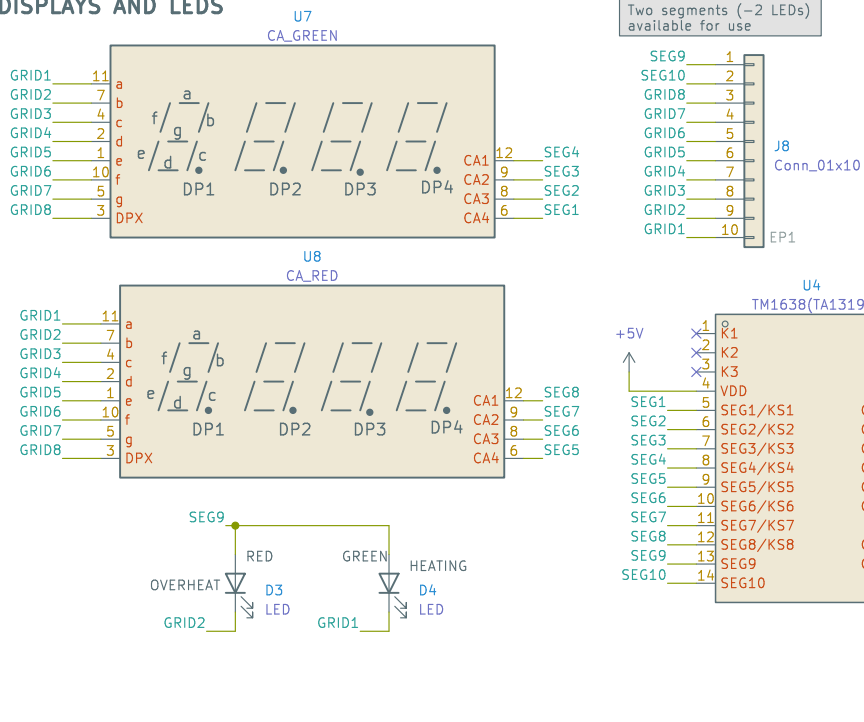 DISPLAYS AND LEDS
U7
CA_GREEN
GRID1 11 a
GRID2 7 b
GRID3 4 c
GRID4 2 d
GRID5 1 e
GRID6 10 f
GRID7 5 g
GRID8 3 DPX
a
f b
g
e d c
DP1 DP2 DP3 DP4
CA1 12 SEG4
CA2 9 SEG3
CA3 8 SEG2
CA4 6 SEG1
Two segments (-2 LEDs)
available for use
SEG9 1
SEG10 2
GRID8 3
GRID7 4
GRID6 5
GRID5 6
GRID4 7
GRID3 8
GRID2 9
GRID1 10
J8
Conn_01x10
EP1
U8
CA_RED
GRID1 11 a
GRID2 7 b
GRID3 4 c
GRID4 2 d
GRID5 1 e
GRID6 10 f
GRID7 5 g
GRID8 3 DPX
a
f b
g
e d c
DP1 DP2 DP3 DP4
CA1 12 SEG8
CA2 9 SEG7
CA3 8 SEG6
CA4 6 SEG5
U4
TM1638(TA1319
+5V
1 K1
2 K2
3 K3
4 VDD
SEG1 5 SEG1/KS1
SEG2 6 SEG2/KS2
SEG3 7 SEG3/KS3
SEG4 8 SEG4/KS4
SEG5 9 SEG5/KS5
SEG6 10 SEG6/KS6
SEG7 11 SEG7/KS7
SEG8 12 SEG8/KS8
SEG9 13 SEG9
SEG10 14 SEG10
SEG9
RED
OVERHEAT
D3
LED
GRID2
GREEN
HEATING
D4
LED
GRID1